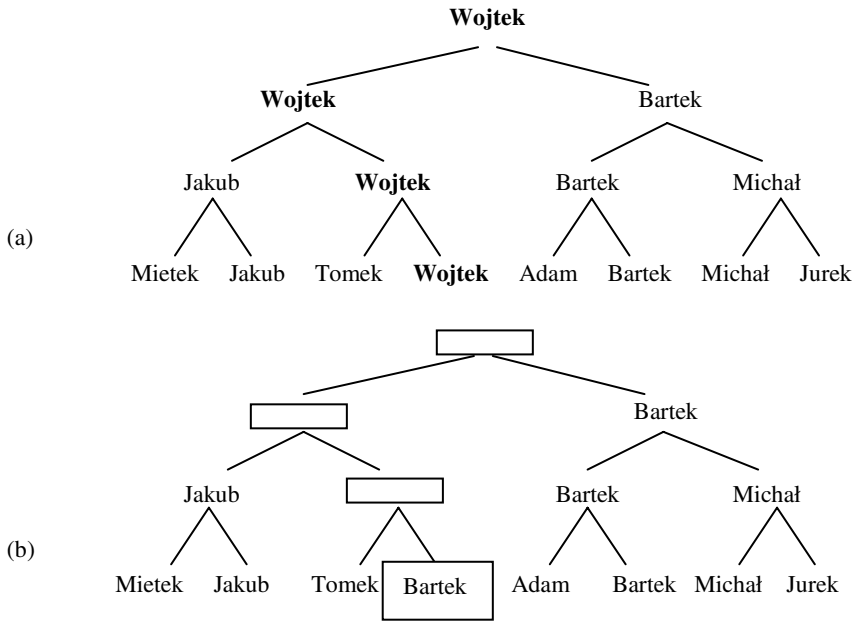 Wojtek
Wojtek Bartek
Jakub Wojtek Bartek Michał
(a)
Mietek Jakub Tomek Wojtek Adam Bartek Michał Jurek
Bartek
Jakub Bartek Michał
(b)
Mietek Jakub Tomek Bartek Adam Bartek Michał Jurek